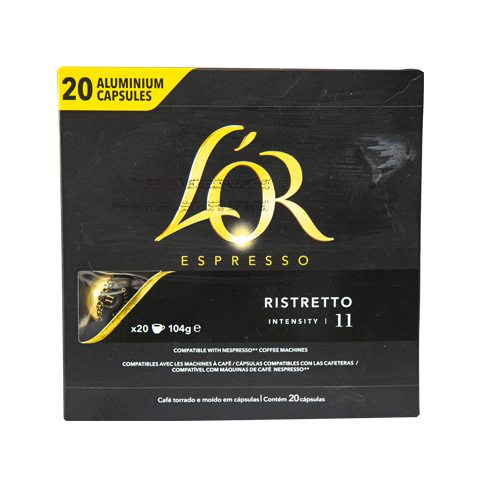 20 ALUMINIUM
CAPSULES
L'OR
ESPRESSO
RISTRETTO
INTENSITY | 11
x20 104g ℮
COMPATIBLE WITH NESPRESSO®* COFFEE MACHINES
COMPATIBLES AVEC LES MACHINES À CAFÉ / CÁPSULAS COMPATIBLES CON LAS CAFETERAS /
COMPATÍVEL COM MÁQUINAS DE CAFÉ NESPRESSO®*
Café torrado e moído em cápsulas | Contém 20 cápsulas